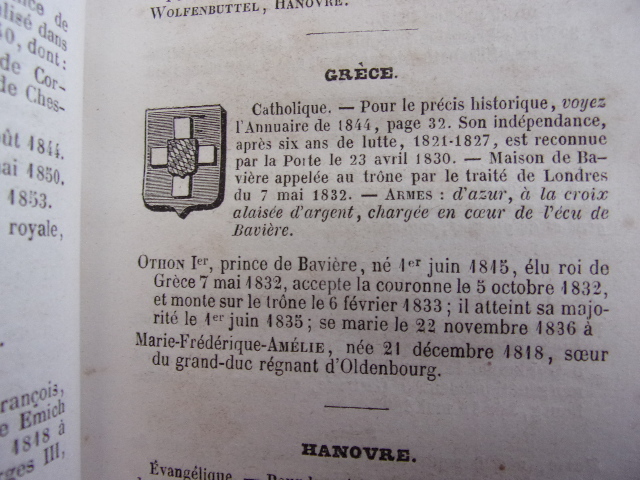 ince de
alisé dans
0, dont:
de Cor-
de Ches-
oût 1844.
nai 1850.
1853.
royale,
rançois,
e Emich
1818 à
rges III,
WOLFENBUTTEL, HANOVRE.
GRÈCE.
Catholique. — Pour le précis historique, voyez
l'Annuaire de 1844, page 32. Son indépendance,
après six ans de lutte, 1821-1827, est reconnue
par la Porte le 23 avril 1830. — Maison de Ba-
vière appelée au trône par le traité de Londres
du 7 mai 1832. — ARMES : d'azur, à la croix
alaisée d'argent, chargée en cœur de l'écu de
Bavière.
OTHON Ier, prince de Bavière, né 1er juin 1815, élu roi de
Grèce 7 mai 1832, accepte la couronne le 5 octobre 1832,
et monte sur le trône le 6 février 1833 ; il atteint sa majo-
rité le 1er juin 1835 ; se marie le 22 novembre 1836 à
Marie-Frédérique-AMÉLIE, née 21 décembre 1818, sœur
du grand-duc régnant d'Oldenbourg.
HANOVRE.
Évangélique. —